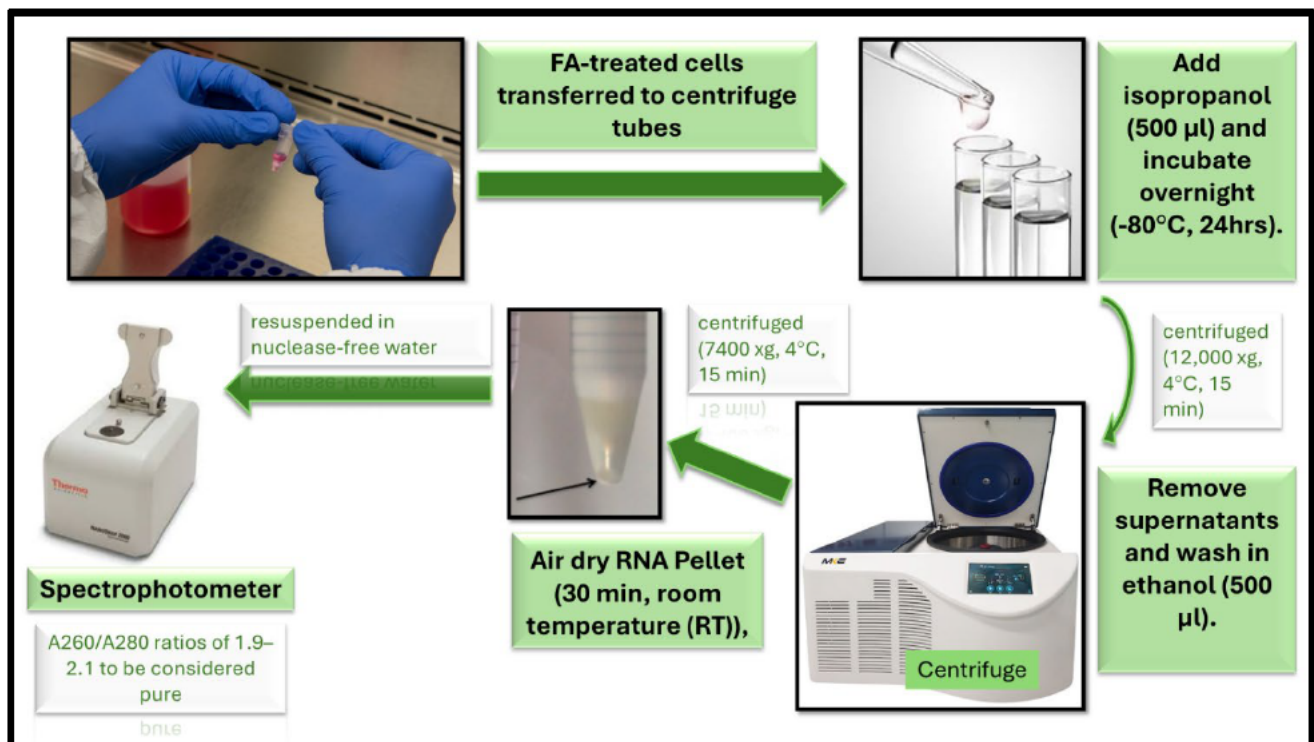 FA-treated cells
transferred to centrifuge
tubes
Add
isopropanol
(500 µl) and
incubate
overnight
(-80°C, 24hrs).
centrifuged
(12,000 xg,
4°C, 15
min)
Remove
supernatants
and wash in
ethanol (500
µl).
Centrifuge
centrifuged
(7400 xg, 4°C,
15 min)
Air dry RNA Pellet
(30 min, room
temperature (RT)),
resuspended in
nuclease-free water
Thermo
SCIENTIFIC
Spectrophotometer
A260/A280 ratios of 1.9–
2.1 to be considered
pure